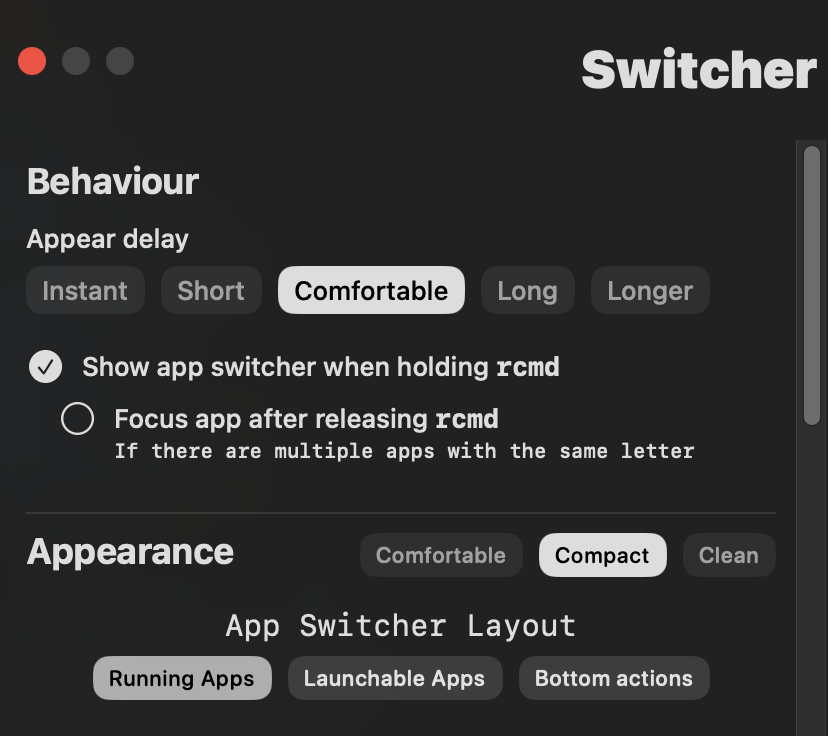 Switcher
Behaviour
Appear delay
Instant Short Comfortable Long Longer
Show app switcher when holding rcmd
Focus app after releasing rcmd
If there are multiple apps with the same letter
Appearance Comfortable Compact Clean
App Switcher Layout
Running Apps Launchable Apps Bottom actions